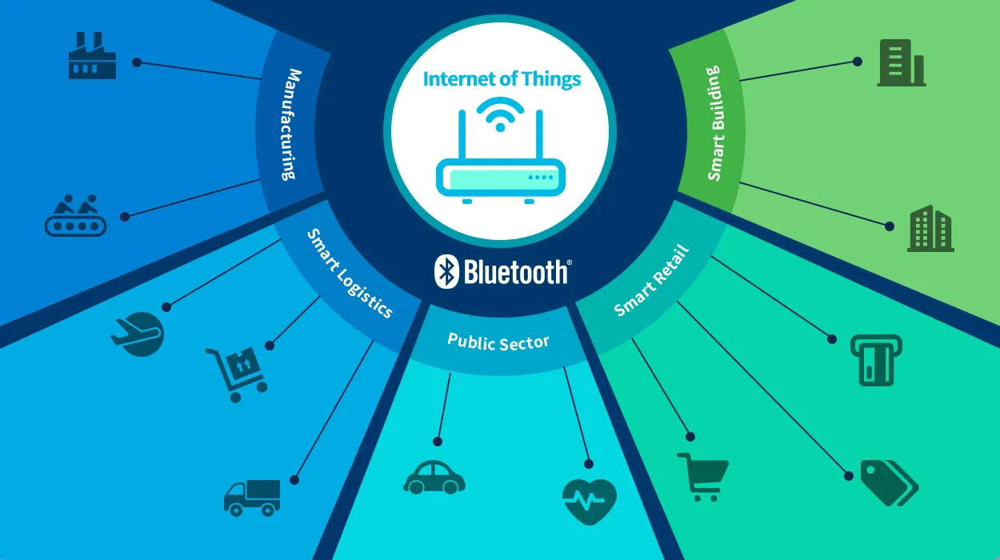 Internet of Things
Bluetooth®
Manufacturing
Smart Logistics
Public Sector
Smart Retail
Smart Building